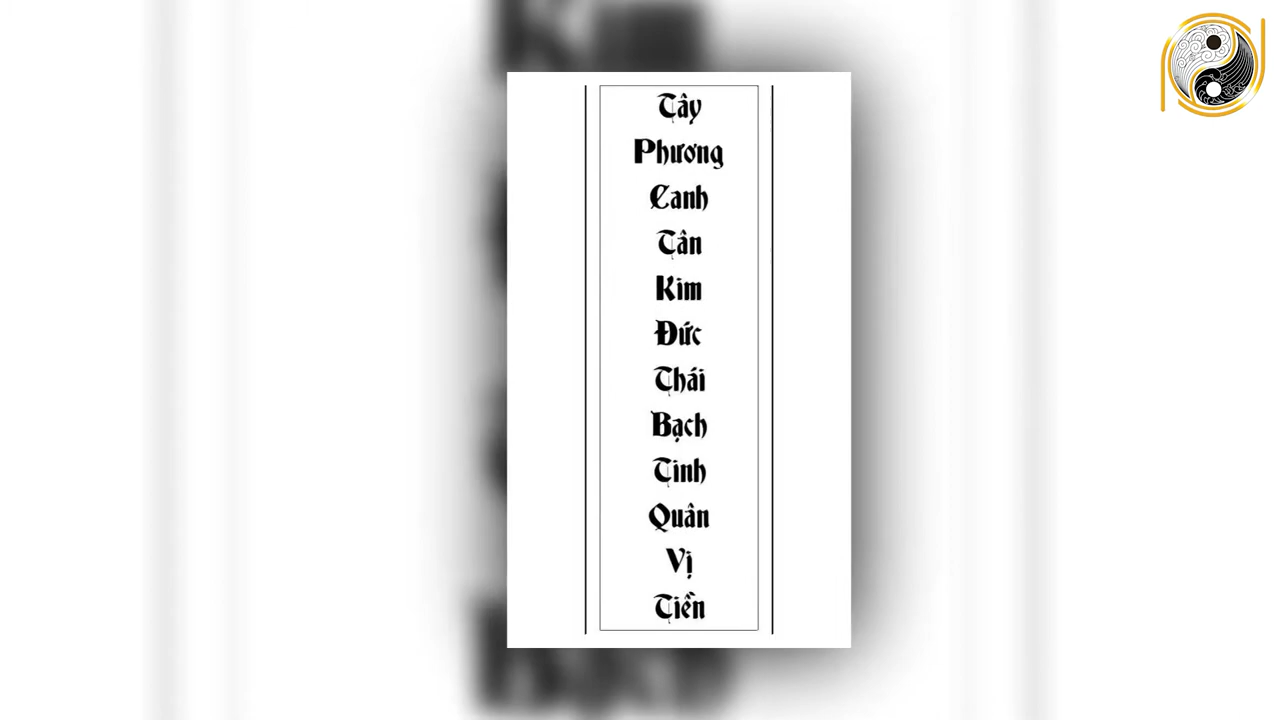 Tây
Phương
Canh
Tân
Kim
Đức
Thái
Bạch
Tinh
Quân
Vị
Tiền